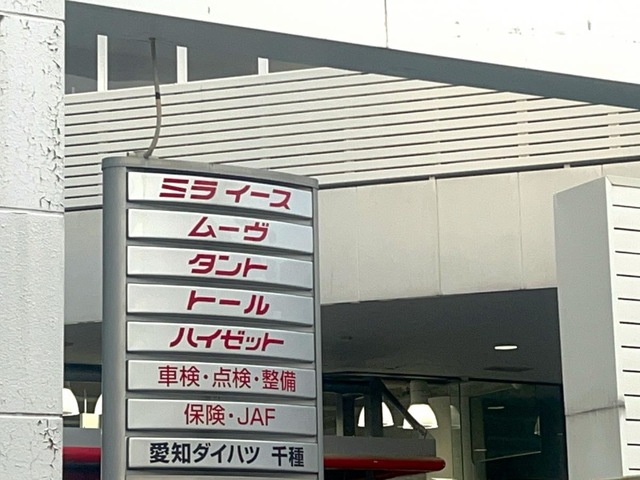 ミラ イース
ムーヴ
タント
トール
ハイゼット
車検・点検・整備
保険・JAF
愛知ダイハツ 千種